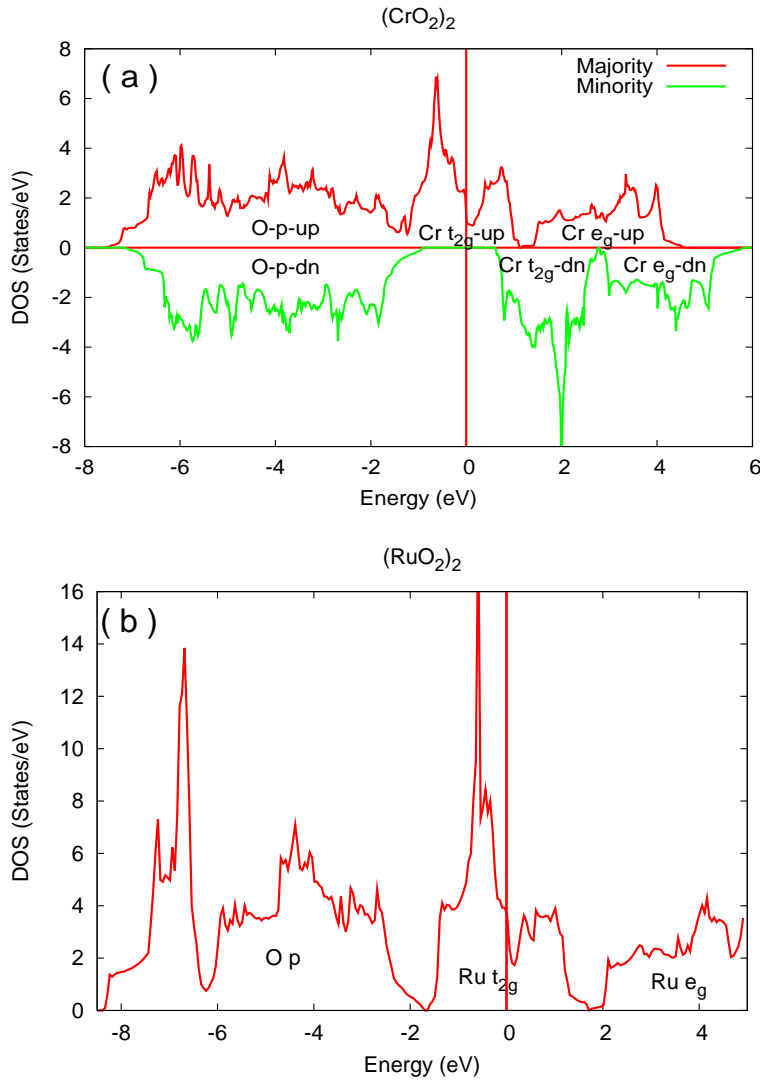 (CrO₂)₂
( a )
Majority
Minority
8
6
4
2
0
-2
-4
-6
-8
O-p-up
Cr t₂g-up
Cr eg-up
O-p-dn
Cr t₂g-dn
Cr eg-dn
DOS (States/eV)
-8 -6 -4 -2 0 2 4 6
Energy (eV)
(RuO₂)₂
( b )
16
14
12
10
8
6
4
2
0
O p
Ru t₂g
Ru eg
DOS (States/eV)
-8 -6 -4 -2 0 2 4
Energy (eV)